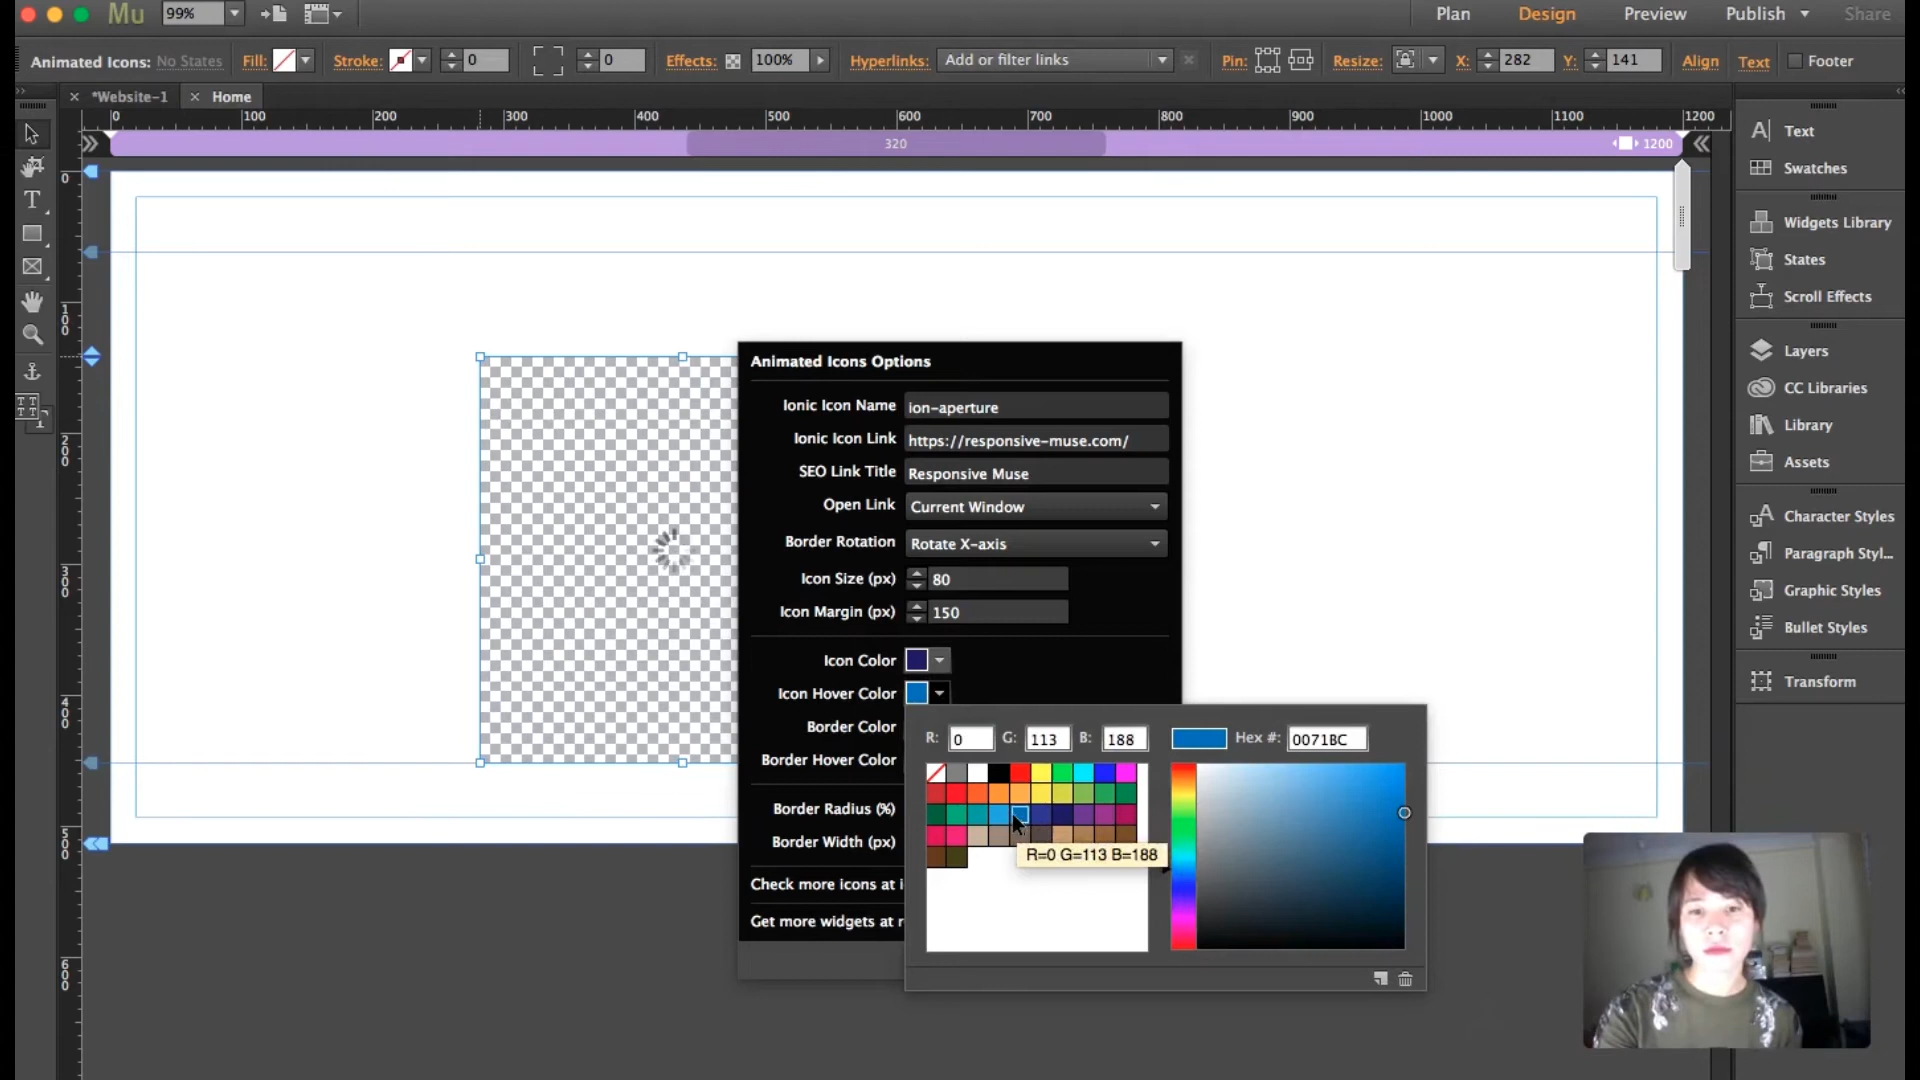 Mu 99% Plan Design Preview Publish Share
Animated Icons: No States Fill: Stroke: 0 0 Effects: 100% Hyperlinks: Add or filter links Pin: Resize: X: 282 Y: 141 Align Text Footer
*Website-1 Home
0 100 200 300 400 500 600 700 800 900 1000 1100 1200
320 1200
0
100
200
300
400
500
600
Animated Icons Options
Ionic Icon Name ion-aperture
Ionic Icon Link https://responsive-muse.com/
SEO Link Title Responsive Muse
Open Link Current Window
Border Rotation Rotate X-axis
Icon Size (px) 80
Icon Margin (px) 150
Icon Color
Icon Hover Color
Border Color
Border Hover Color
Border Radius (%)
Border Width (px)
Check more icons at i
Get more widgets at r
R: 0 G: 113 B: 188 Hex #: 0071BC
R=0 G=113 B=188
Text
Swatches
Widgets Library
States
Scroll Effects
Layers
CC Libraries
Library
Assets
Character Styles
Paragraph Styl...
Graphic Styles
Bullet Styles
Transform